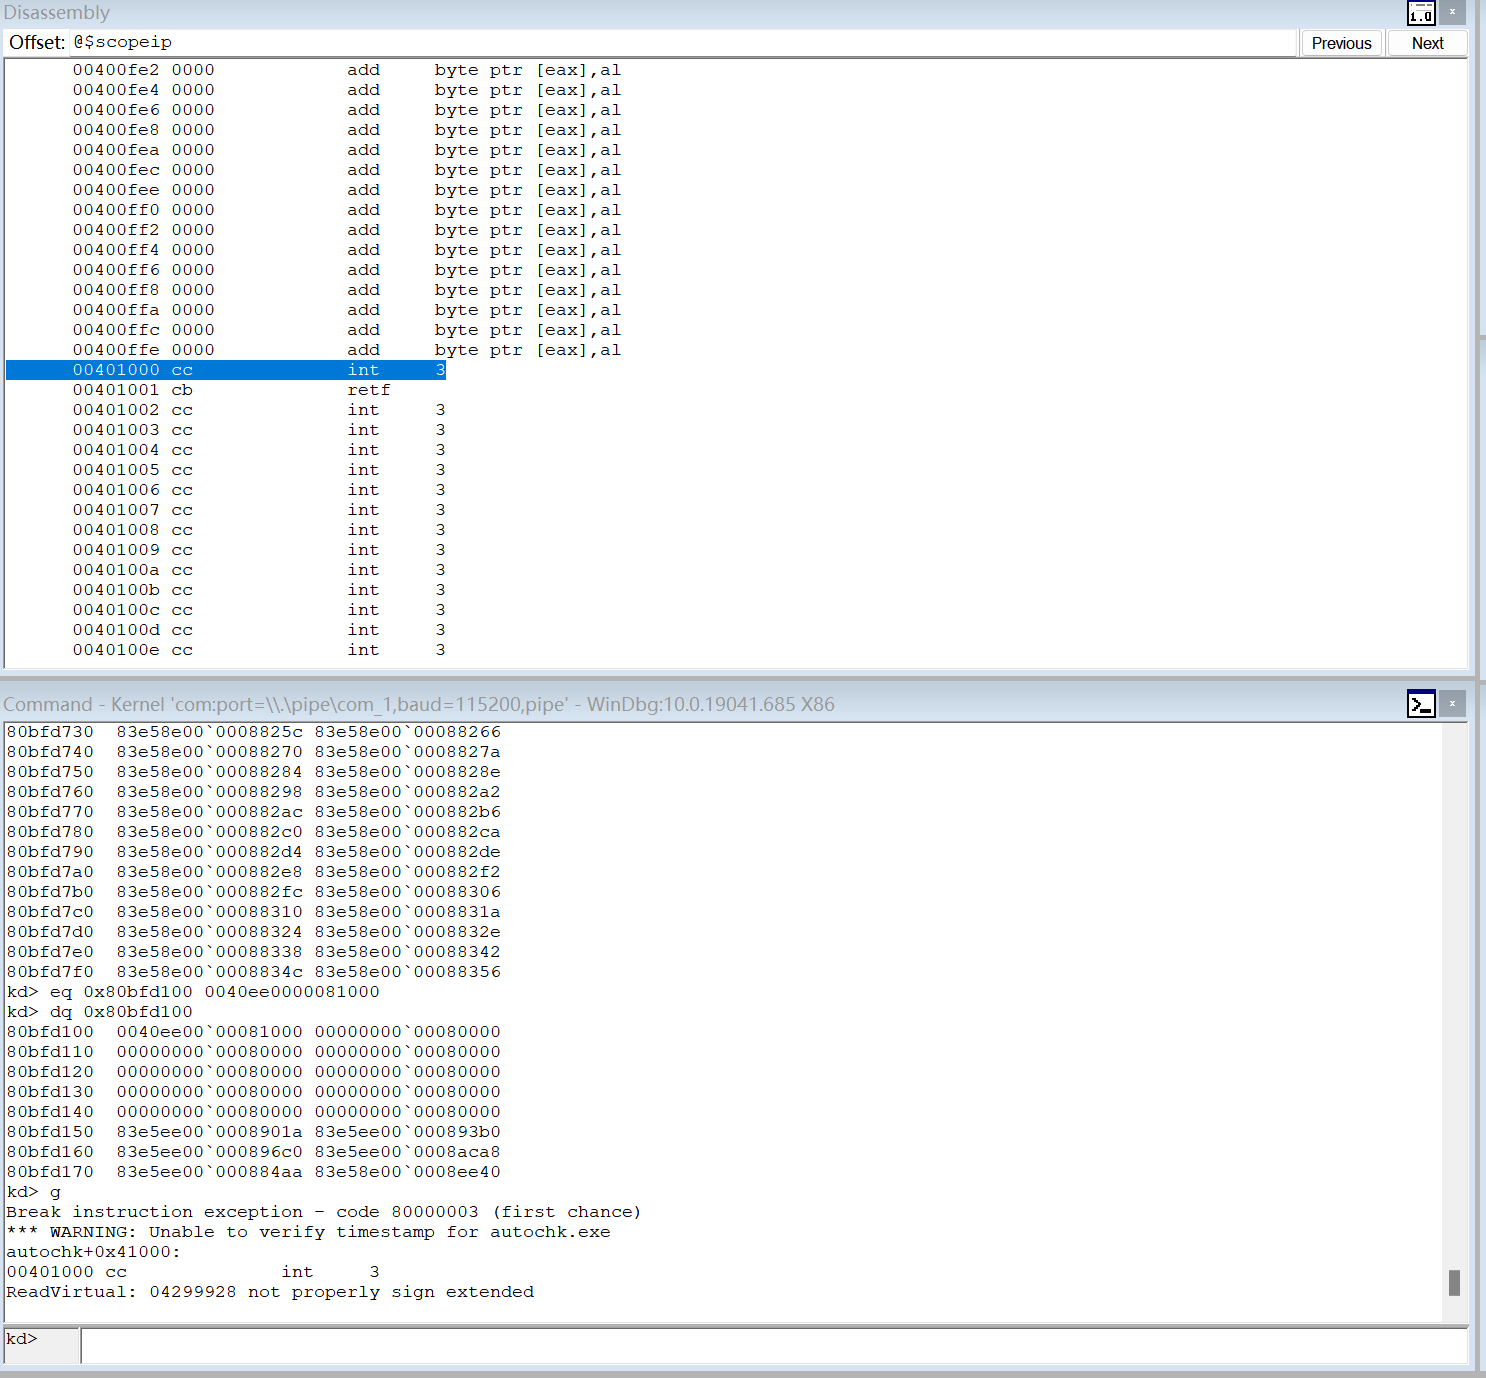 Disassembly
Offset: @$scopeip
Previous Next
00400fe2 0000 add byte ptr [eax],al
00400fe4 0000 add byte ptr [eax],al
00400fe6 0000 add byte ptr [eax],al
00400fe8 0000 add byte ptr [eax],al
00400fea 0000 add byte ptr [eax],al
00400fec 0000 add byte ptr [eax],al
00400fee 0000 add byte ptr [eax],al
00400ff0 0000 add byte ptr [eax],al
00400ff2 0000 add byte ptr [eax],al
00400ff4 0000 add byte ptr [eax],al
00400ff6 0000 add byte ptr [eax],al
00400ff8 0000 add byte ptr [eax],al
00400ffa 0000 add byte ptr [eax],al
00400ffc 0000 add byte ptr [eax],al
00400ffe 0000 add byte ptr [eax],al
00401000 cc int 3
00401001 cb retf
00401002 cc int 3
00401003 cc int 3
00401004 cc int 3
00401005 cc int 3
00401006 cc int 3
00401007 cc int 3
00401008 cc int 3
00401009 cc int 3
0040100a cc int 3
0040100b cc int 3
0040100c cc int 3
0040100d cc int 3
0040100e cc int 3
Command - Kernel 'com:port=\\.\pipe\com_1,baud=115200,pipe' - WinDbg:10.0.19041.685 X86
80bfd730 83e58e00`0008825c 83e58e00`00088266
80bfd740 83e58e00`00088270 83e58e00`0008827a
80bfd750 83e58e00`00088284 83e58e00`0008828e
80bfd760 83e58e00`00088298 83e58e00`000882a2
80bfd770 83e58e00`000882ac 83e58e00`000882b6
80bfd780 83e58e00`000882c0 83e58e00`000882ca
80bfd790 83e58e00`000882d4 83e58e00`000882de
80bfd7a0 83e58e00`000882e8 83e58e00`000882f2
80bfd7b0 83e58e00`000882fc 83e58e00`00088306
80bfd7c0 83e58e00`00088310 83e58e00`0008831a
80bfd7d0 83e58e00`00088324 83e58e00`0008832e
80bfd7e0 83e58e00`00088338 83e58e00`00088342
80bfd7f0 83e58e00`0008834c 83e58e00`00088356
kd> eq 0x80bfd100 0040ee0000081000
kd> dq 0x80bfd100
80bfd100 0040ee00`00081000 00000000`00080000
80bfd110 00000000`00080000 00000000`00080000
80bfd120 00000000`00080000 00000000`00080000
80bfd130 00000000`00080000 00000000`00080000
80bfd140 00000000`00080000 00000000`00080000
80bfd150 83e5ee00`0008901a 83e5ee00`000893b0
80bfd160 83e5ee00`000896c0 83e5ee00`0008aca8
80bfd170 83e5ee00`000884aa 83e58e00`0008ee40
kd> g
Break instruction exception - code 80000003 (first chance)
*** WARNING: Unable to verify timestamp for autochk.exe
autochk+0x41000:
00401000 cc int 3
ReadVirtual: 04299928 not properly sign extended
kd>